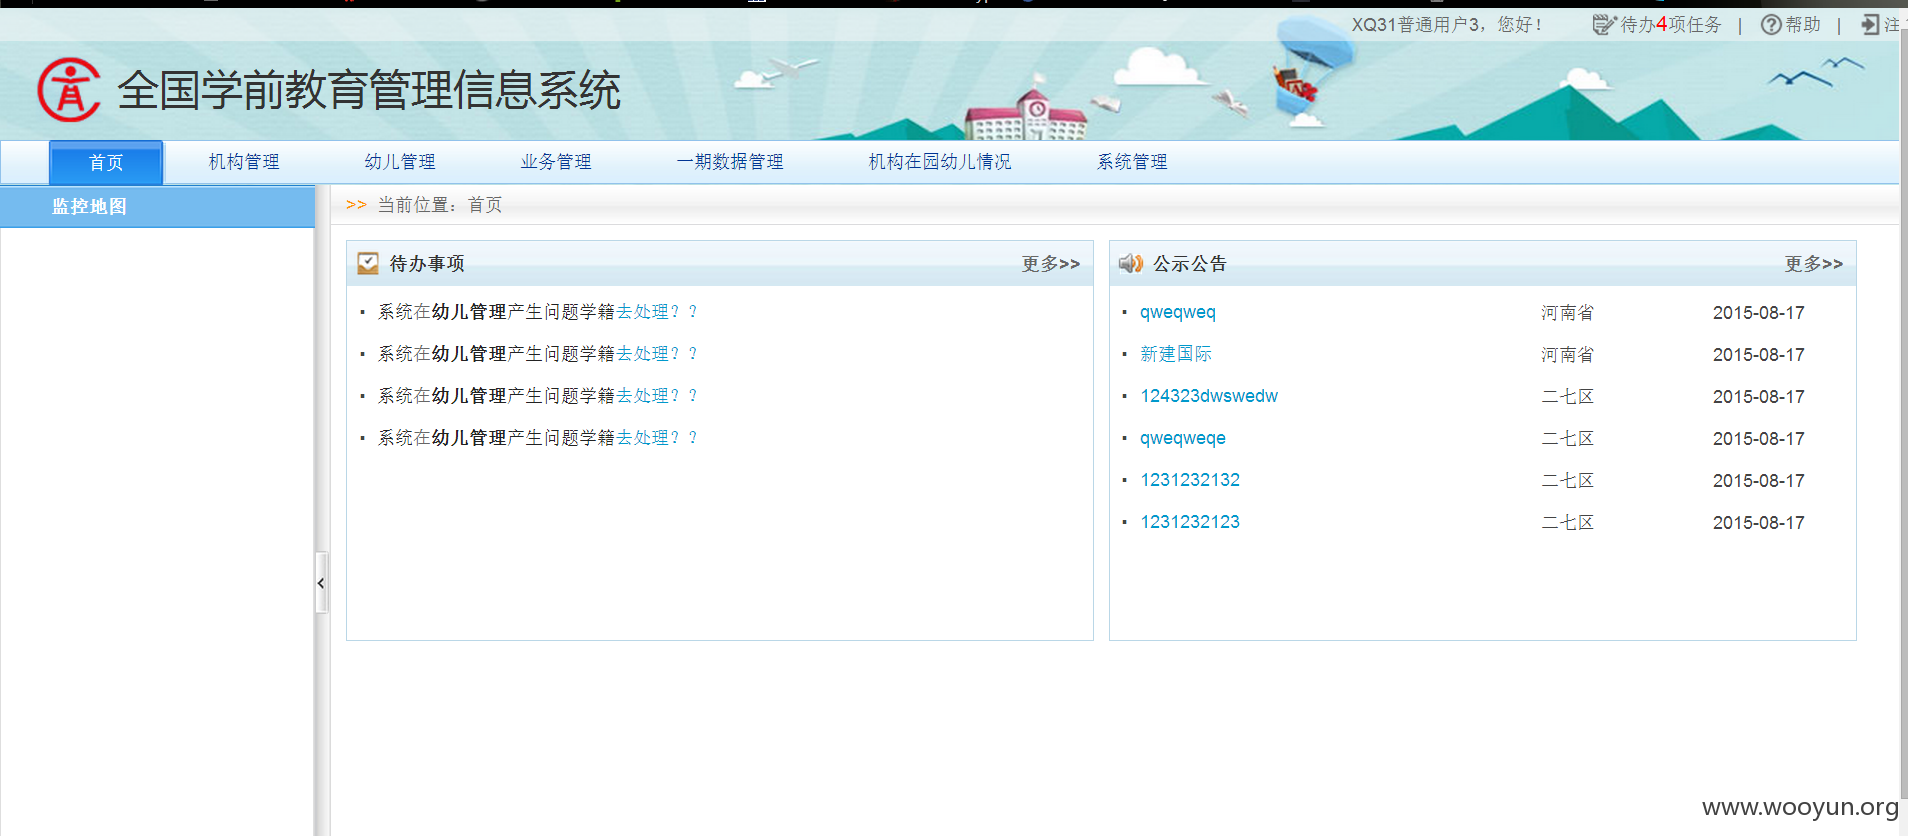 XQ31普通用户3，您好！ 待办4项任务 | 帮助 | 注
全国学前教育管理信息系统
首页 机构管理 幼儿管理 业务管理 一期数据管理 机构在园幼儿情况 系统管理
监控地图
>> 当前位置：首页
待办事项 更多>>
系统在幼儿管理产生问题学籍去处理？？
系统在幼儿管理产生问题学籍去处理？？
系统在幼儿管理产生问题学籍去处理？？
系统在幼儿管理产生问题学籍去处理？？
公示公告 更多>>
qweqweq 河南省 2015-08-17
新建国际 河南省 2015-08-17
124323dwswedw 二七区 2015-08-17
qweqweqe 二七区 2015-08-17
1231232132 二七区 2015-08-17
1231232123 二七区 2015-08-17
www.wooyun.org